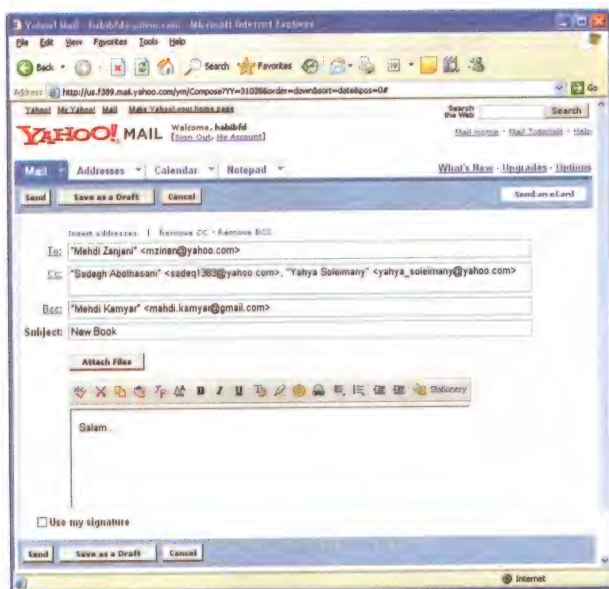 Yahoo! Mail - habibfd@yahoo.com - Microsoft Internet Explorer
File Edit View Favorites Tools Help
Back Search Favorites
Address http://us.f389.mail.yahoo.com/ym/Compose?YY=31035&order=down&sort=date&pos=0# Go
Yahoo! My Yahoo! Mail Make Yahoo! your home page
Search the Web Search
YAHOO! MAIL Welcome, habibfd
[Sign Out, My Account]
Mail Home - Mail Tutorials - Help
Mail Addresses Calendar Notepad What's New - Upgrades - Options
Send Save as a Draft Cancel Send an eCard
Insert addresses | Remove CC - Remove BCC
To: "Mehdi Zanjani" <mzinan@yahoo.com>
Cc: "Sadegh Abolhasani" <sadeq1383@yahoo.com>, "Yahya Soleimany" <yahya_soleimany@yahoo.com>
Bcc: "Mehdi Kamyar" <mahdi.kamyar@gmail.com>
Subject: New Book
Attach Files
B I U Stationery
Salam
Use my signature
Send Save as a Draft Cancel
Internet